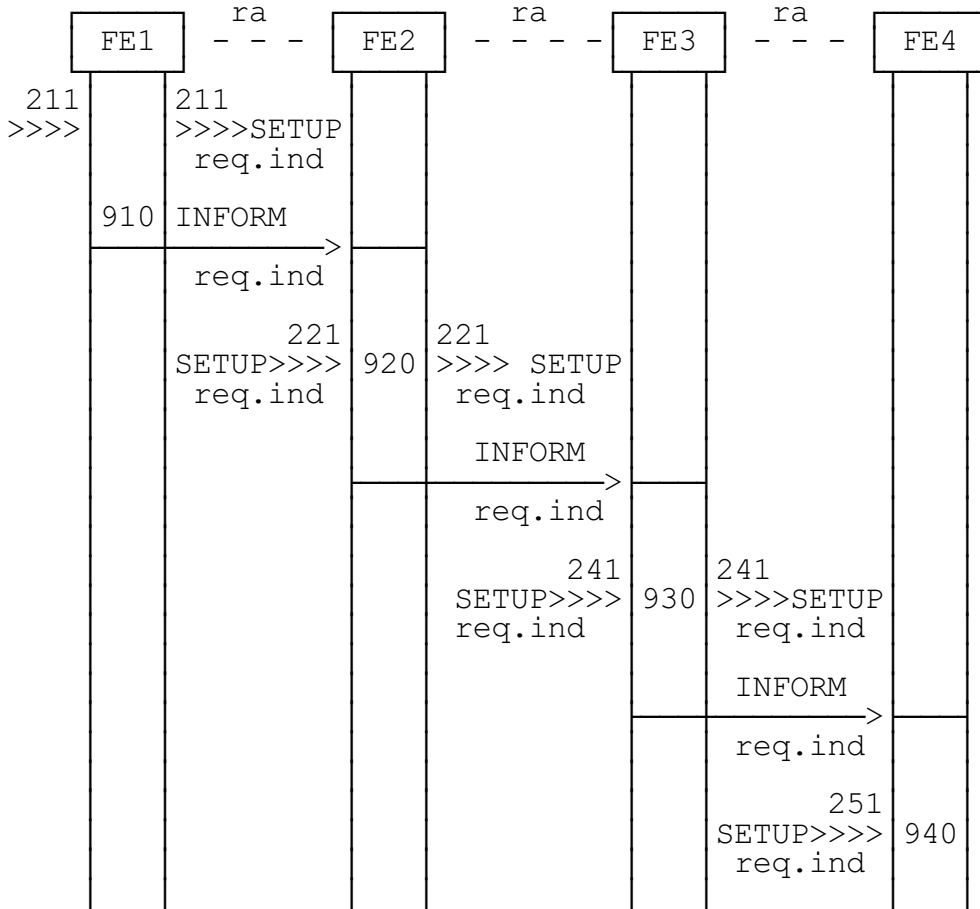 ra ra ra
FE1 - - - FE2 - - - - FE3 - - - FE4
211 211
>>>> >>>>SETUP
req.ind
910 INFORM
>
req.ind
221 221
SETUP>>>> 920 >>>> SETUP
req.ind req.ind
INFORM
>
req.ind
241 241
SETUP>>>> 930 >>>>SETUP
req.ind req.ind
INFORM
>
req.ind
251
SETUP>>>> 940
req.ind